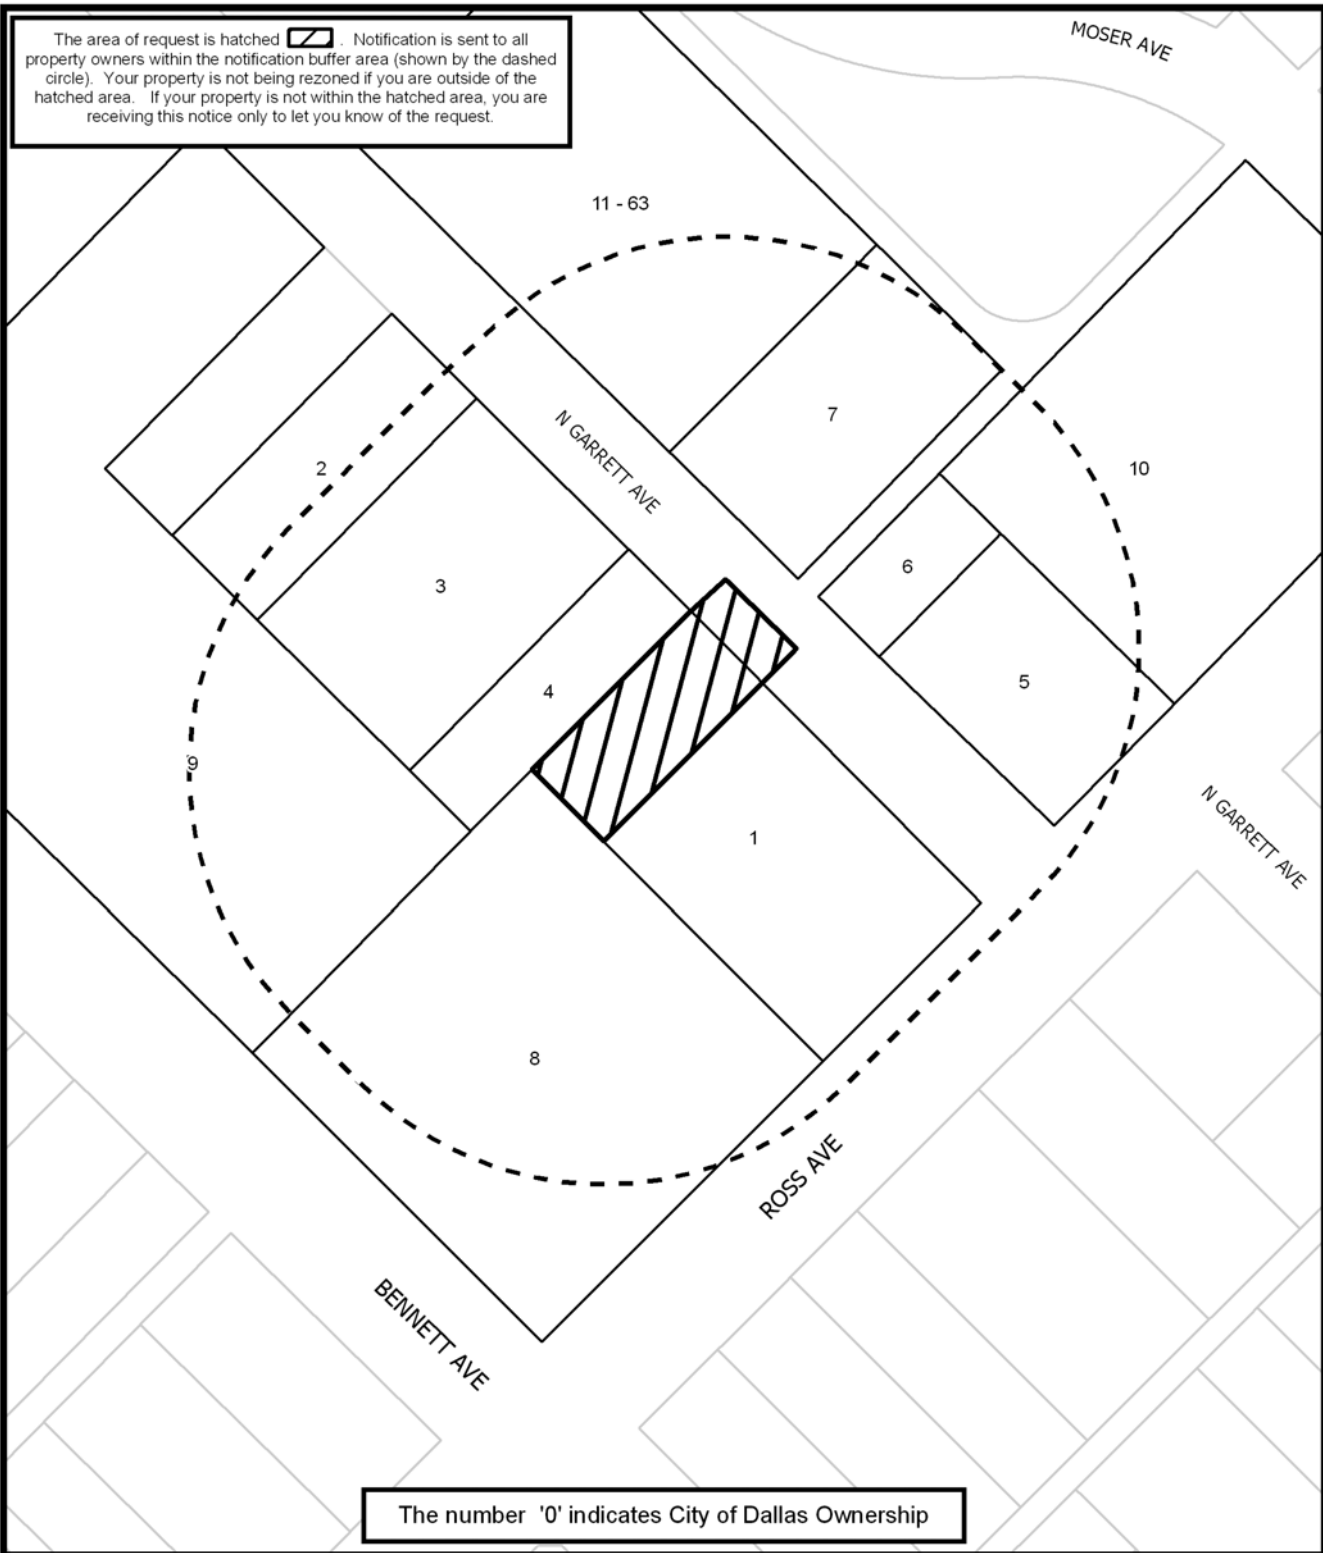 The area of request is hatched . Notification is sent to all
property owners within the notification buffer area (shown by the dashed
circle). Your property is not being rezoned if you are outside of the
hatched area. If your property is not within the hatched area, you are
receiving this notice only to let you know of the request.
MOSER AVE
11 - 63
7
N GARRETT AVE
2
10
3
6
4
5
9
N GARRETT AVE
1
8
ROSS AVE
BENNETT AVE
The number '0' indicates City of Dallas Ownership